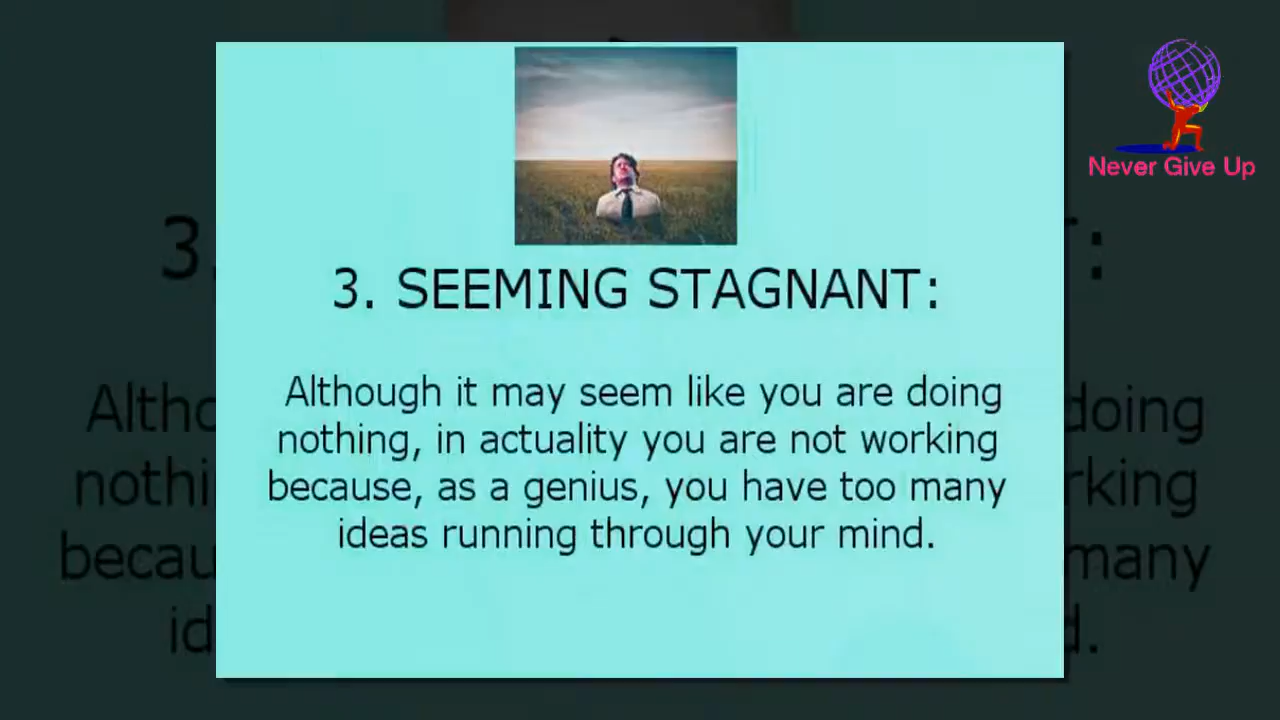 Never Give Up
3. SEEMING STAGNANT:
Although it may seem like you are doing
nothing, in actuality you are not working
because, as a genius, you have too many
ideas running through your mind.